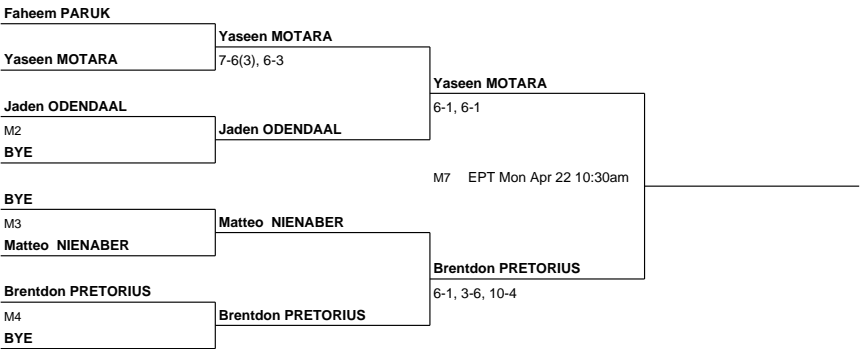 Faheem PARUK
Yaseen MOTARA
Yaseen MOTARA
7-6(3), 6-3
Yaseen MOTARA
6-1, 6-1
Jaden ODENDAAL
M2
Jaden ODENDAAL
BYE
M7 EPT Mon Apr 22 10:30am
BYE
M3
Matteo NIENABER
Matteo NIENABER
Brentdon PRETORIUS
6-1, 3-6, 10-4
Brentdon PRETORIUS
M4
Brentdon PRETORIUS
BYE